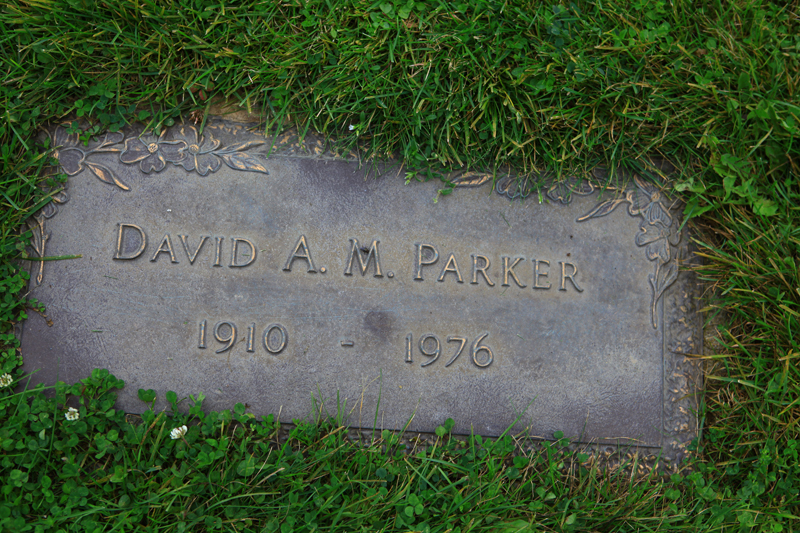 DAVID A. M. PARKER
1910 - 1976